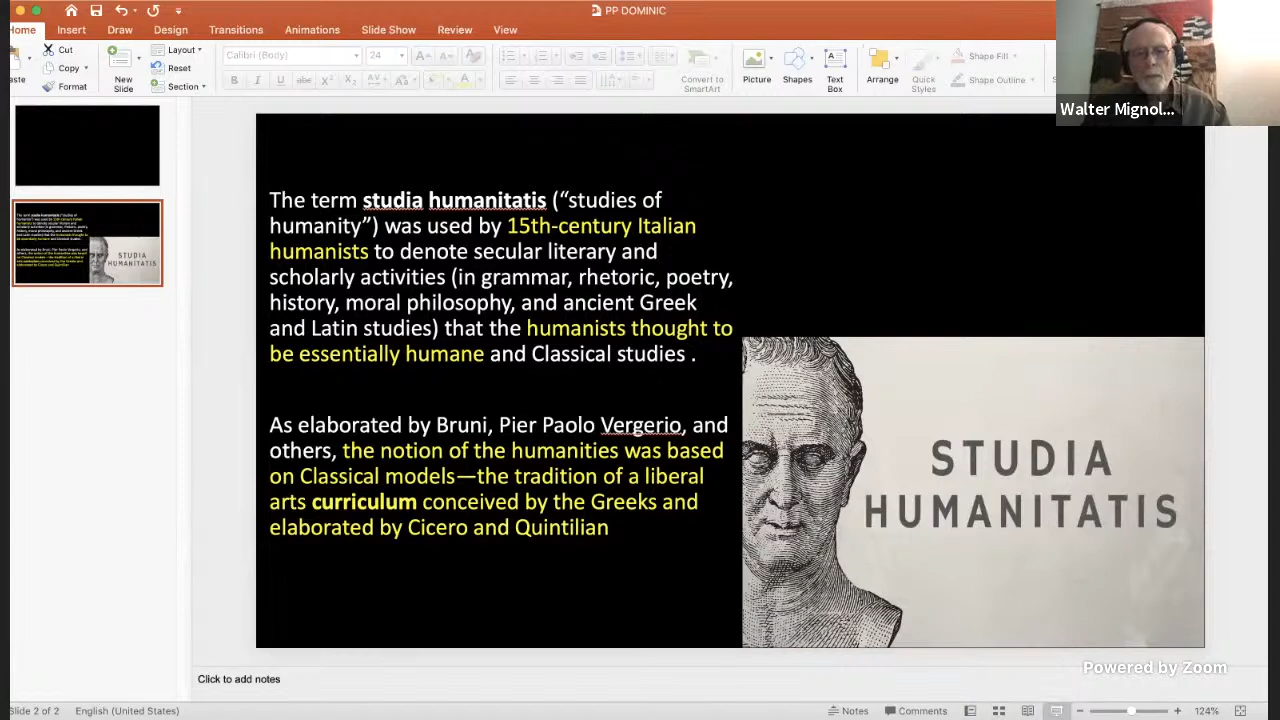 PP DOMINIC
Home Insert Draw Design Transitions Animations Slide Show Review View
Cut
Copy
Format
New
Slide
Layout
Reset
Section
Calibri (Body) 24
Convert to
SmartArt
Picture
Shapes
Text
Box
Arrange
Quick
Styles
Shape Fill
Shape Outline
Walter Mignol...
The term studia humanitatis (“studies of
humanity”) was used by 15th-century Italian
humanists to denote secular literary and
scholarly activities (in grammar, rhetoric, poetry,
history, moral philosophy, and ancient Greek
and Latin studies) that the humanists thought to
be essentially humane and Classical studies .
As elaborated by Bruni, Pier Paolo Vergerio, and
others, the notion of the humanities was based
on Classical models—the tradition of a liberal
arts curriculum conceived by the Greeks and
elaborated by Cicero and Quintilian
STUDIA
HUMANITATIS
STUDIA
HUMANITATIS
Powered by Zoom
Click to add notes
Slide 2 of 2 English (United States) Notes Comments 124%